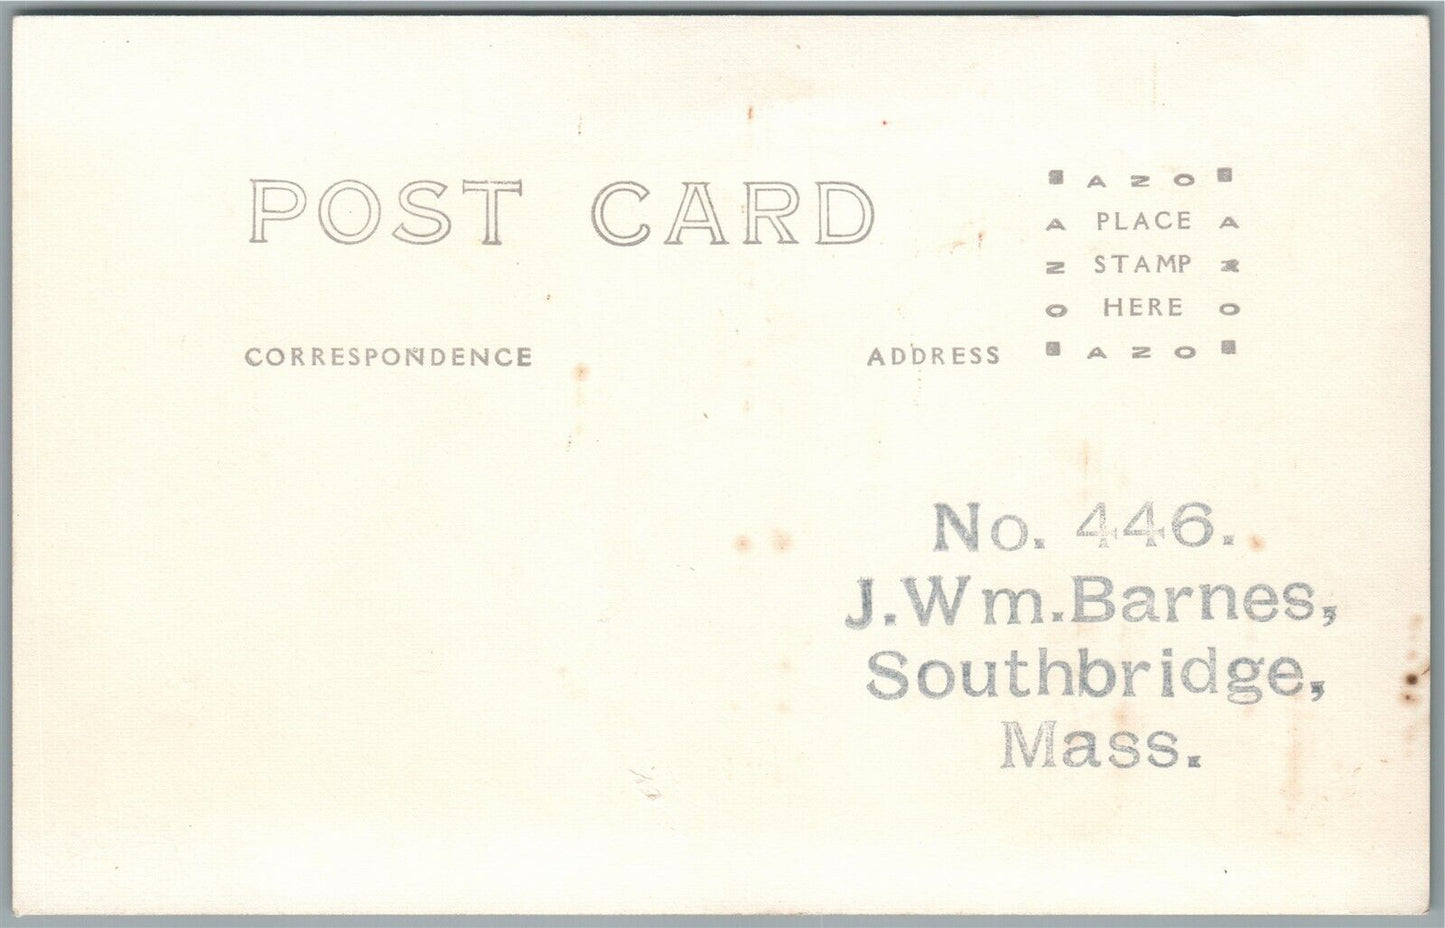 POST CARD
CORRESPONDENCE
ADDRESS
AZO
A PLACE A
Z STAMP Z
O HERE O
AZO
No. 446.
J.Wm.Barnes,
Southbridge,
Mass.